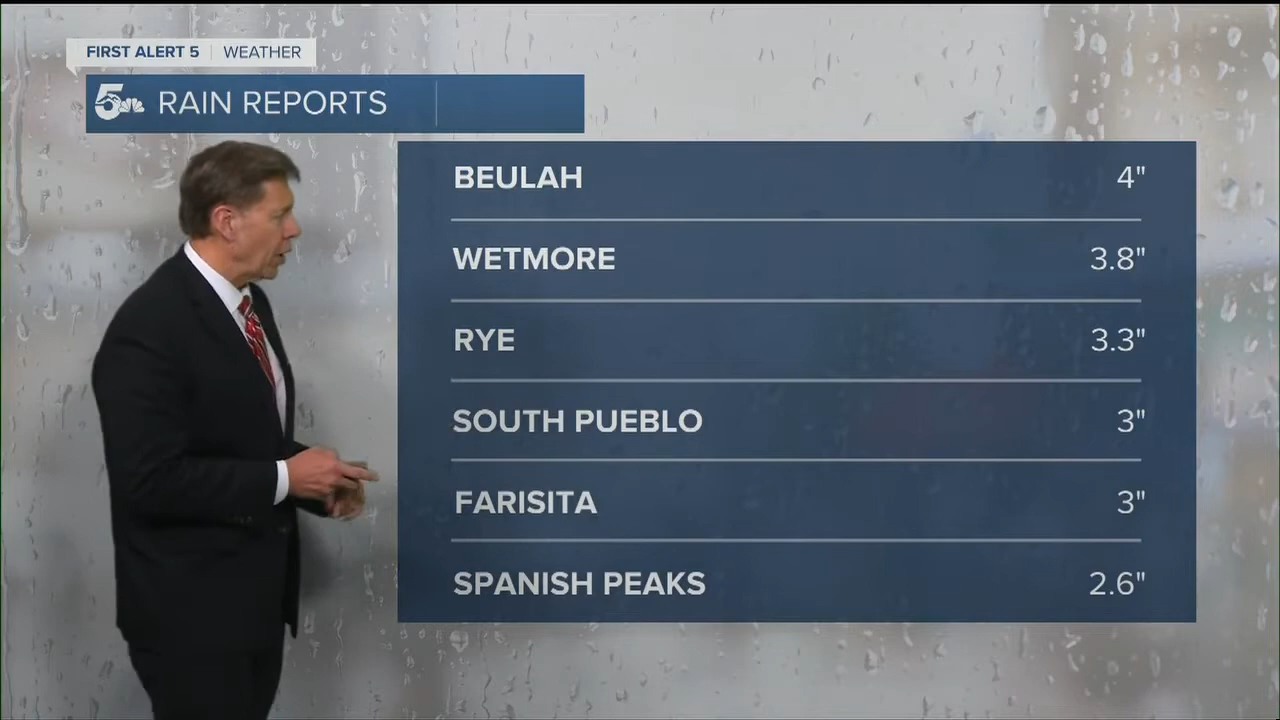 FIRST ALERT 5 | WEATHER
5 RAIN REPORTS
BEULAH 4"
WETMORE 3.8"
RYE 3.3"
SOUTH PUEBLO 3"
FARISITA 3"
SPANISH PEAKS 2.6"